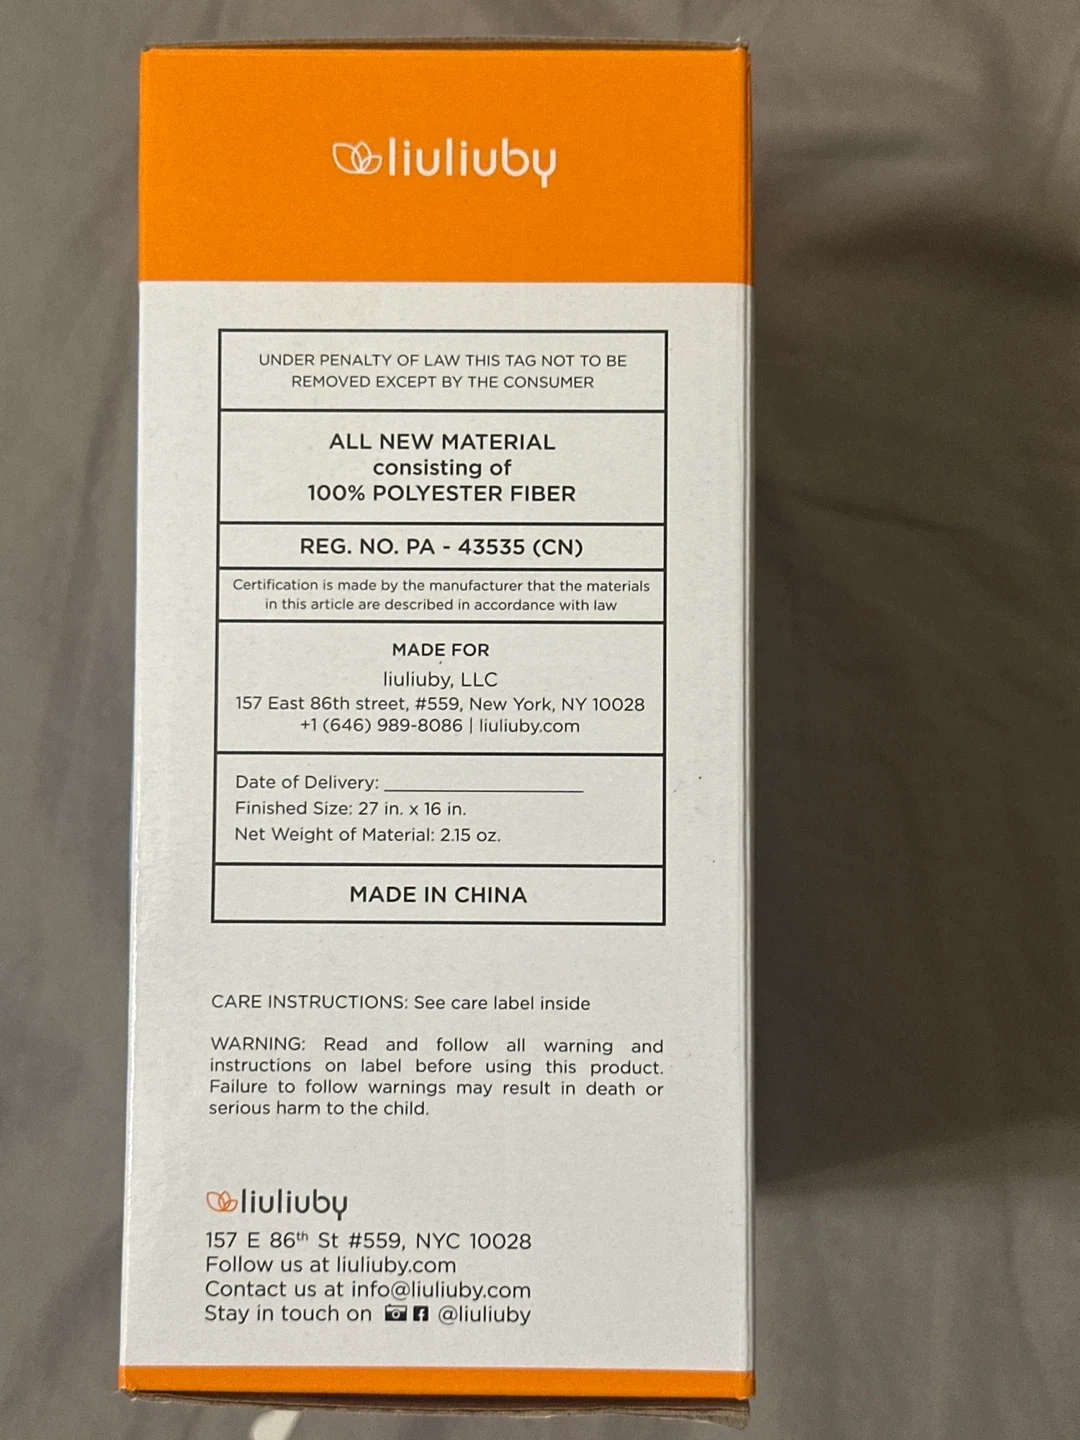 liuliuby
UNDER PENALTY OF LAW THIS TAG NOT TO BE
REMOVED EXCEPT BY THE CONSUMER
ALL NEW MATERIAL
consisting of
100% POLYESTER FIBER
REG. NO. PA - 43535 (CN)
Certification is made by the manufacturer that the materials
in this article are described in accordance with law
MADE FOR
liuliuby, LLC
157 East 86th street, #559, New York, NY 10028
+1 (646) 989-8086 | liuliuby.com
Date of Delivery: ____________________
Finished Size: 27 in. x 16 in.
Net Weight of Material: 2.15 oz.
MADE IN CHINA
CARE INSTRUCTIONS: See care label inside
WARNING: Read and follow all warning and
instructions on label before using this product.
Failure to follow warnings may result in death or
serious harm to the child.
liuliuby
157 E 86th St #559, NYC 10028
Follow us at liuliuby.com
Contact us at info@liuliuby.com
Stay in touch on @liuliuby